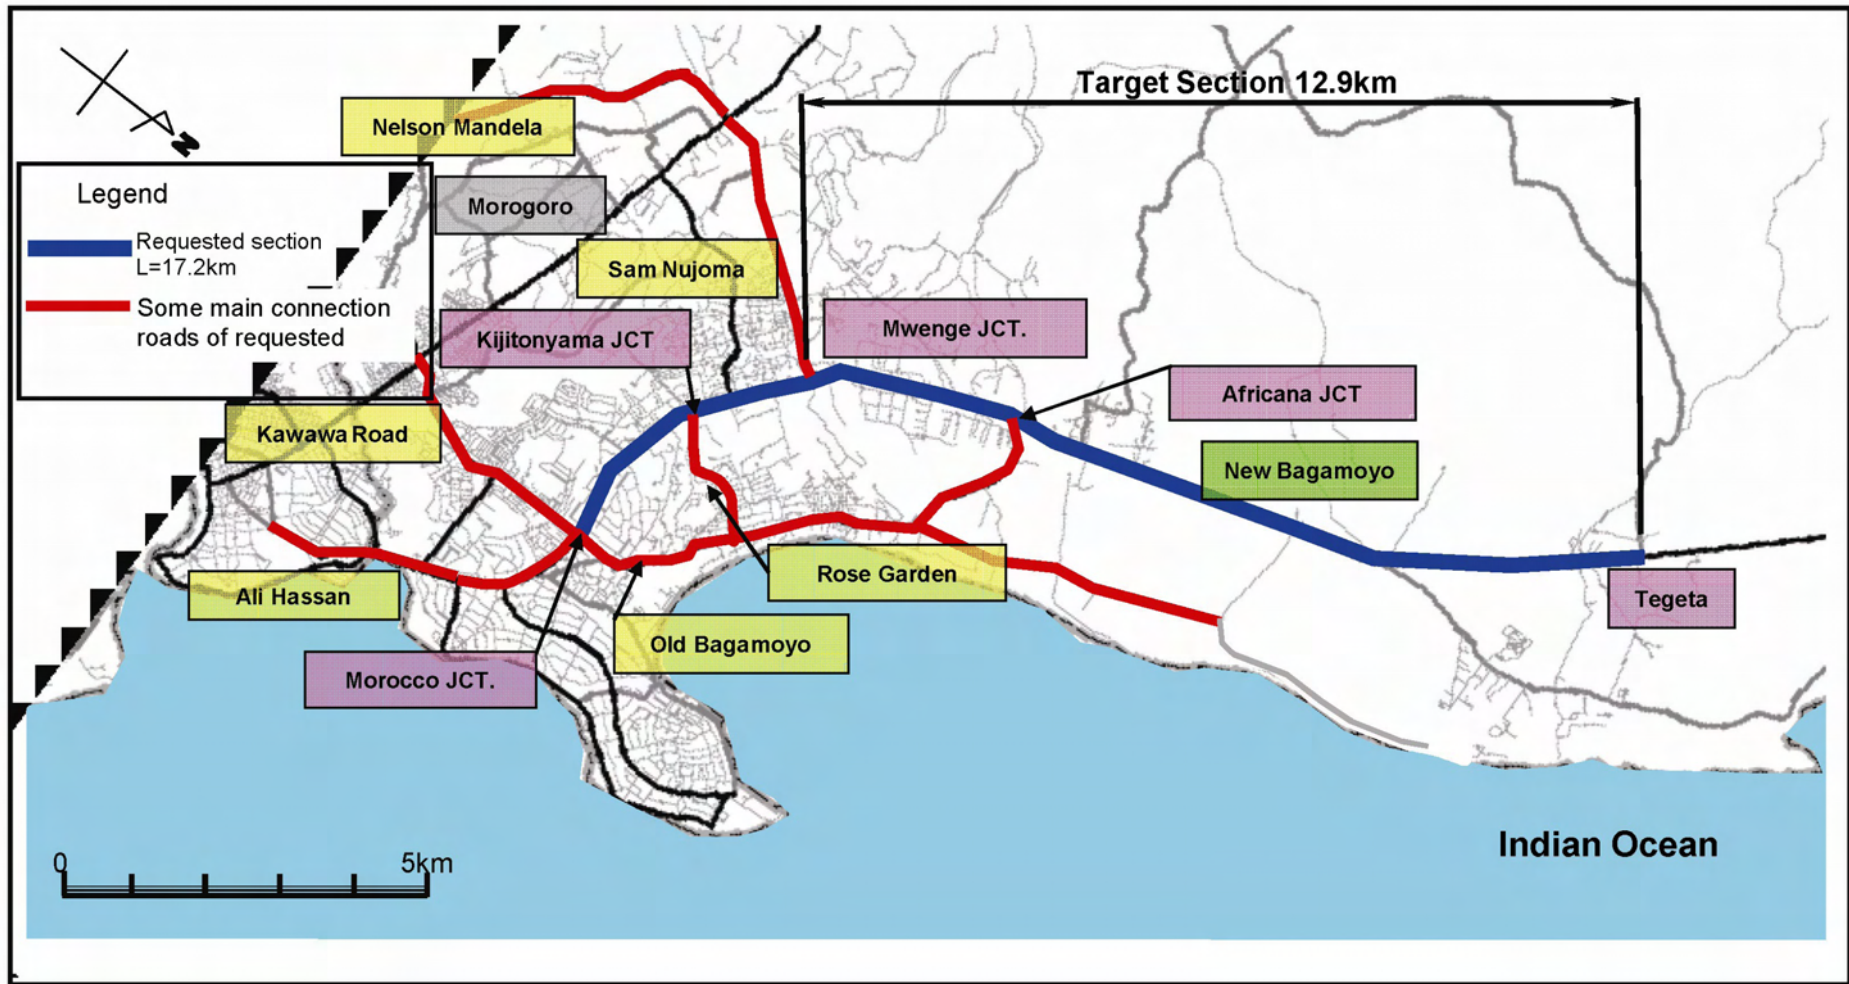 Target Section 12.9km
N
Nelson Mandela
Legend
Morogoro
Requested section
L=17.2km
Sam Nujoma
Some main connection
roads of requested
Kijitonyama JCT
Mwenge JCT.
Africana JCT
Kawawa Road
New Bagamoyo
Rose Garden
Ali Hassan
Tegeta
Old Bagamoyo
Morocco JCT.
Indian Ocean
0
5km